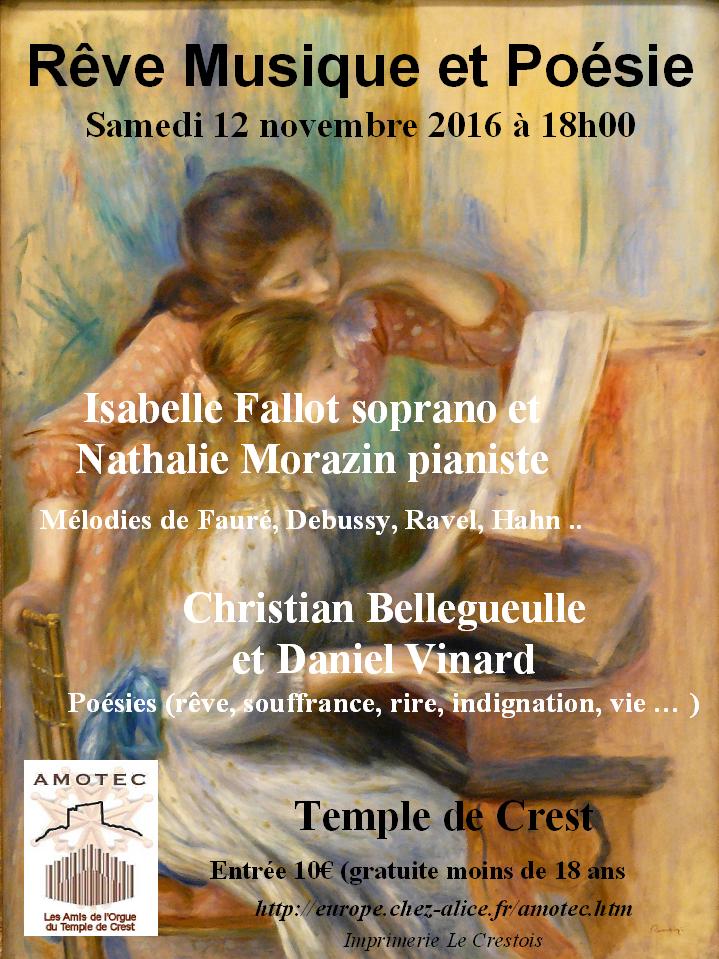 Rêve Musique et Poésie
Samedi 12 novembre 2016 à 18h00
Isabelle Fallot soprano et
Nathalie Morazin pianiste
Mélodies de Fauré, Debussy, Ravel, Hahn ..
Christian Bellegueulle
et Daniel Vinard
Poésies (rêve, souffrance, rire, indignation, vie … )
AMOTEC
Les Amis de l'Orgue
du Temple de Crest
Temple de Crest
Entrée 10€ (gratuite moins de 18 ans
http://europe.chez-alice.fr/amotec.htm
Imprimerie Le Crestois